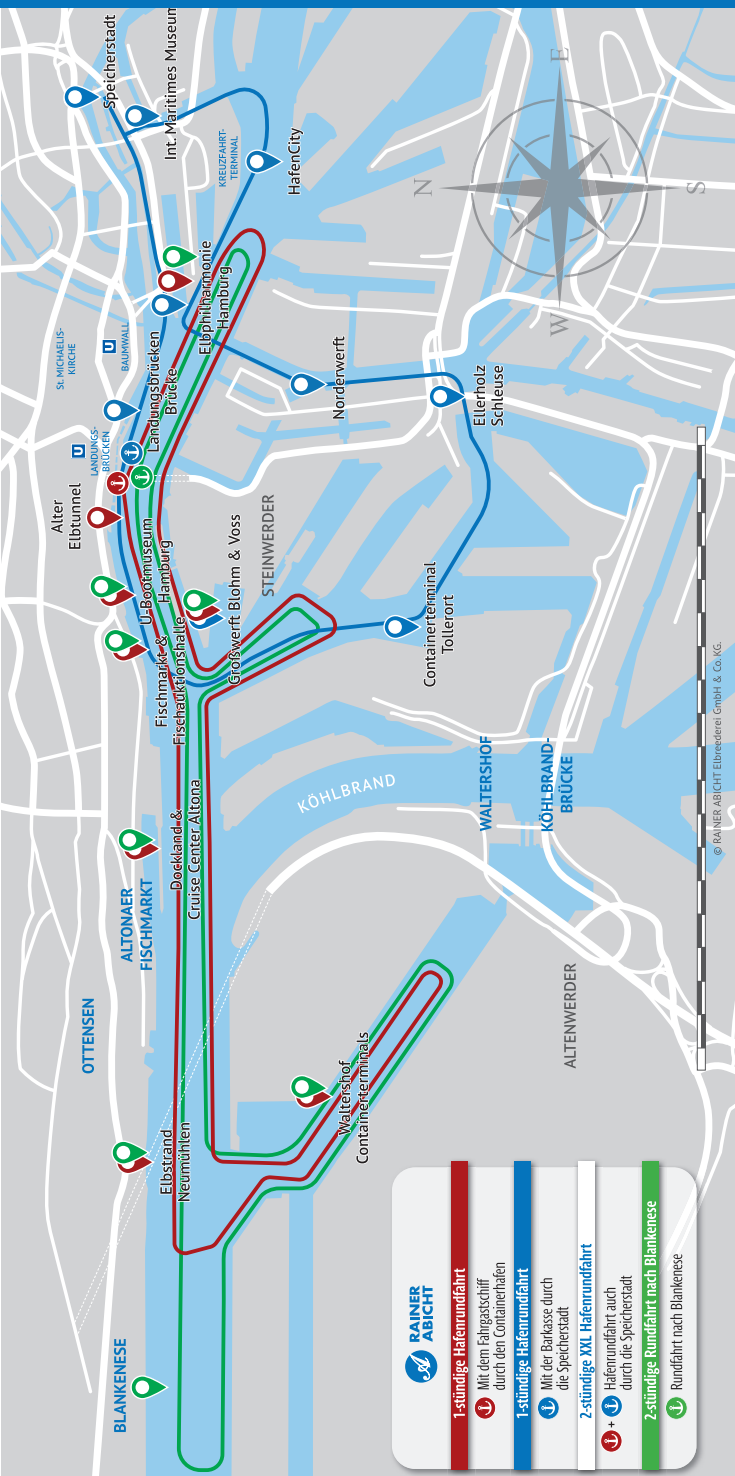 BLANKENESE
Elbstrand
Neumühlen
OTTENSEN
ALTONAER
FISCHMARKT
Dockland &
Cruise Center Altona
Fischmarkt &
Fischauktionshalle
U-Bootmuseum
Hamburg
Alter
Elbtunnel
U
LANDUNGS-
BRÜCKEN
Landungsbrücken
Brücke
St. MICHAELIS-
KIRCHE
U
BAUMWALL
Elbphilharmonie
Hamburg
Speicherstadt
Int. Maritimes Museum
KREUZFAHRT-
TERMINAL
HafenCity
Großwerft Blohm & Voss
STEINWERDER
Norderwerft
Ellerholz
Schleuse
Containerterminal
Tollerort
KÖHLBRAND
WALTERSHOF
KÖHLBRAND-
BRÜCKE
Waltershof
Containerterminals
ALTENWERDER
N
E
S
W
RAINER
ABICHT
1-stündige Hafenrundfahrt
Mit dem Fahrgastschiff
durch den Containerhafen
1-stündige Hafenrundfahrt
Mit der Barkasse durch
die Speicherstadt
2-stündige XXL Hafenrundfahrt
+ Hafenrundfahrt auch
durch die Speicherstadt
2-stündige Rundfahrt nach Blankenese
Rundfahrt nach Blankenese
© RAINER ABICHT Elbreederei GmbH & Co. KG.